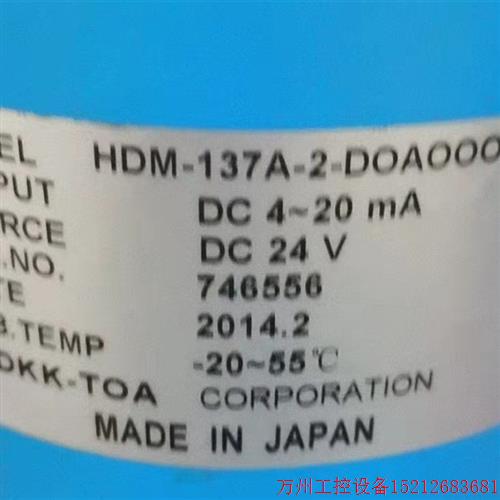 EL HDM-137A-2-DOAOOO
PUT DC 4~20 mA
RCE DC 24 V
.NO. 746556
TE 2014.2
B.TEMP -20~55℃
DKK-TOA CORPORATION
MADE IN JAPAN
万州工控设备15212683681